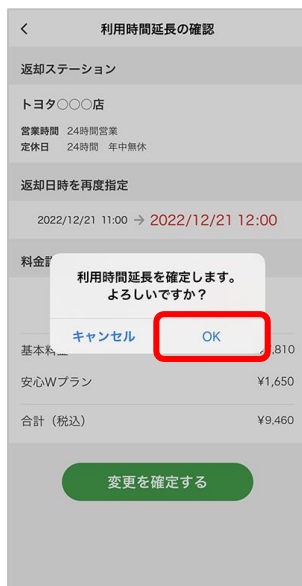 < 利用時間延長の確認
返却ステーション
トヨタ○○○店
営業時間 24時間営業
定休日 24時間 年中無休
返却日時を再度指定
2022/12/21 11:00 → 2022/12/21 12:00
料金
利用時間延長を確定します。
よろしいですか？
キャンセル OK
基本料 ,810
安心Wプラン ¥1,650
合計（税込） ¥9,460
変更を確定する